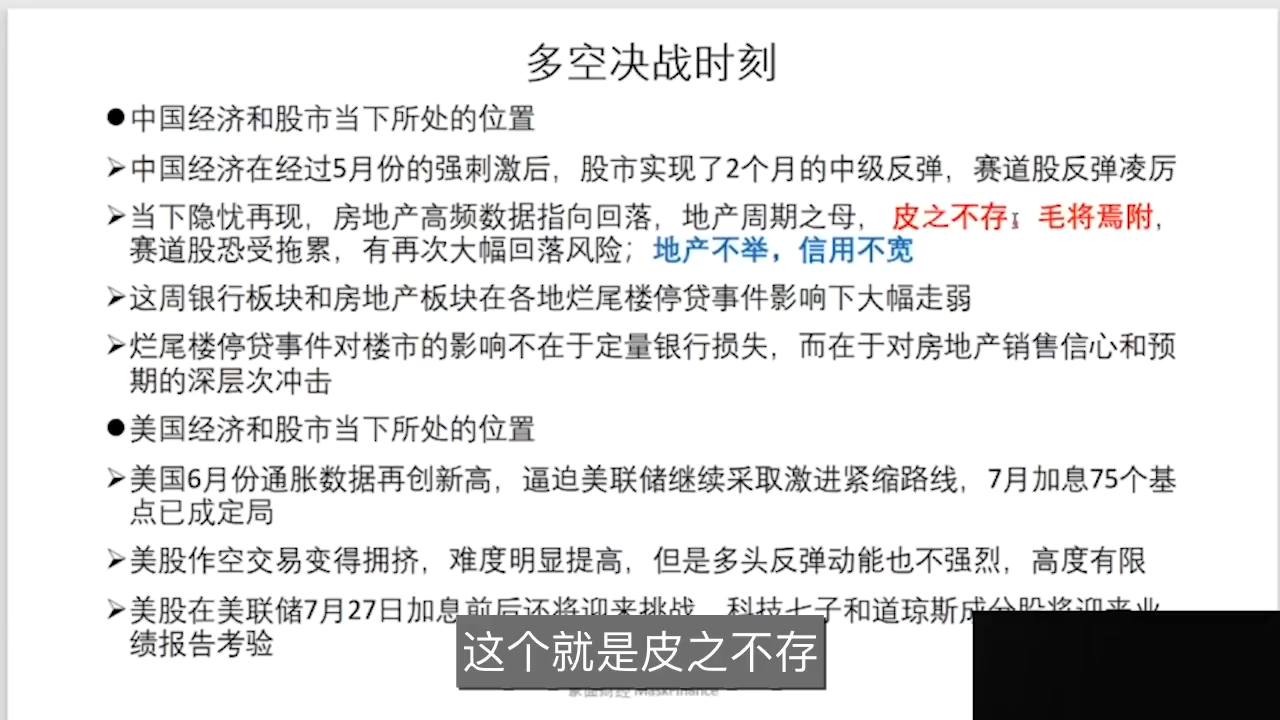 多空决战时刻
●中国经济和股市当下所处的位置
➢中国经济在经过5月份的强刺激后，股市实现了2个月的中级反弹，赛道股反弹凌厉
➢当下隐忧再现，房地产高频数据指向回落，地产周期之母， 皮之不存，毛将焉附，
赛道股恐受拖累，有再次大幅回落风险；地产不举，信用不宽
➢这周银行板块和房地产板块在各地烂尾楼停贷事件影响下大幅走弱
➢烂尾楼停贷事件对楼市的影响不在于定量银行损失，而在于对房地产销售信心和预
期的深层次冲击
●美国经济和股市当下所处的位置
➢美国6月份通胀数据再创新高，逼迫美联储继续采取激进紧缩路线，7月加息75个基
点已成定局
➢美股作空交易变得拥挤，难度明显提高，但是多头反弹动能也不强烈，高度有限
➢美股在美联储7月27日加息前后还将迎来挑战，科技七子和道琼斯成分股将迎来业
绩报告考验
这个就是皮之不存
蒙面财经 MaskFinance